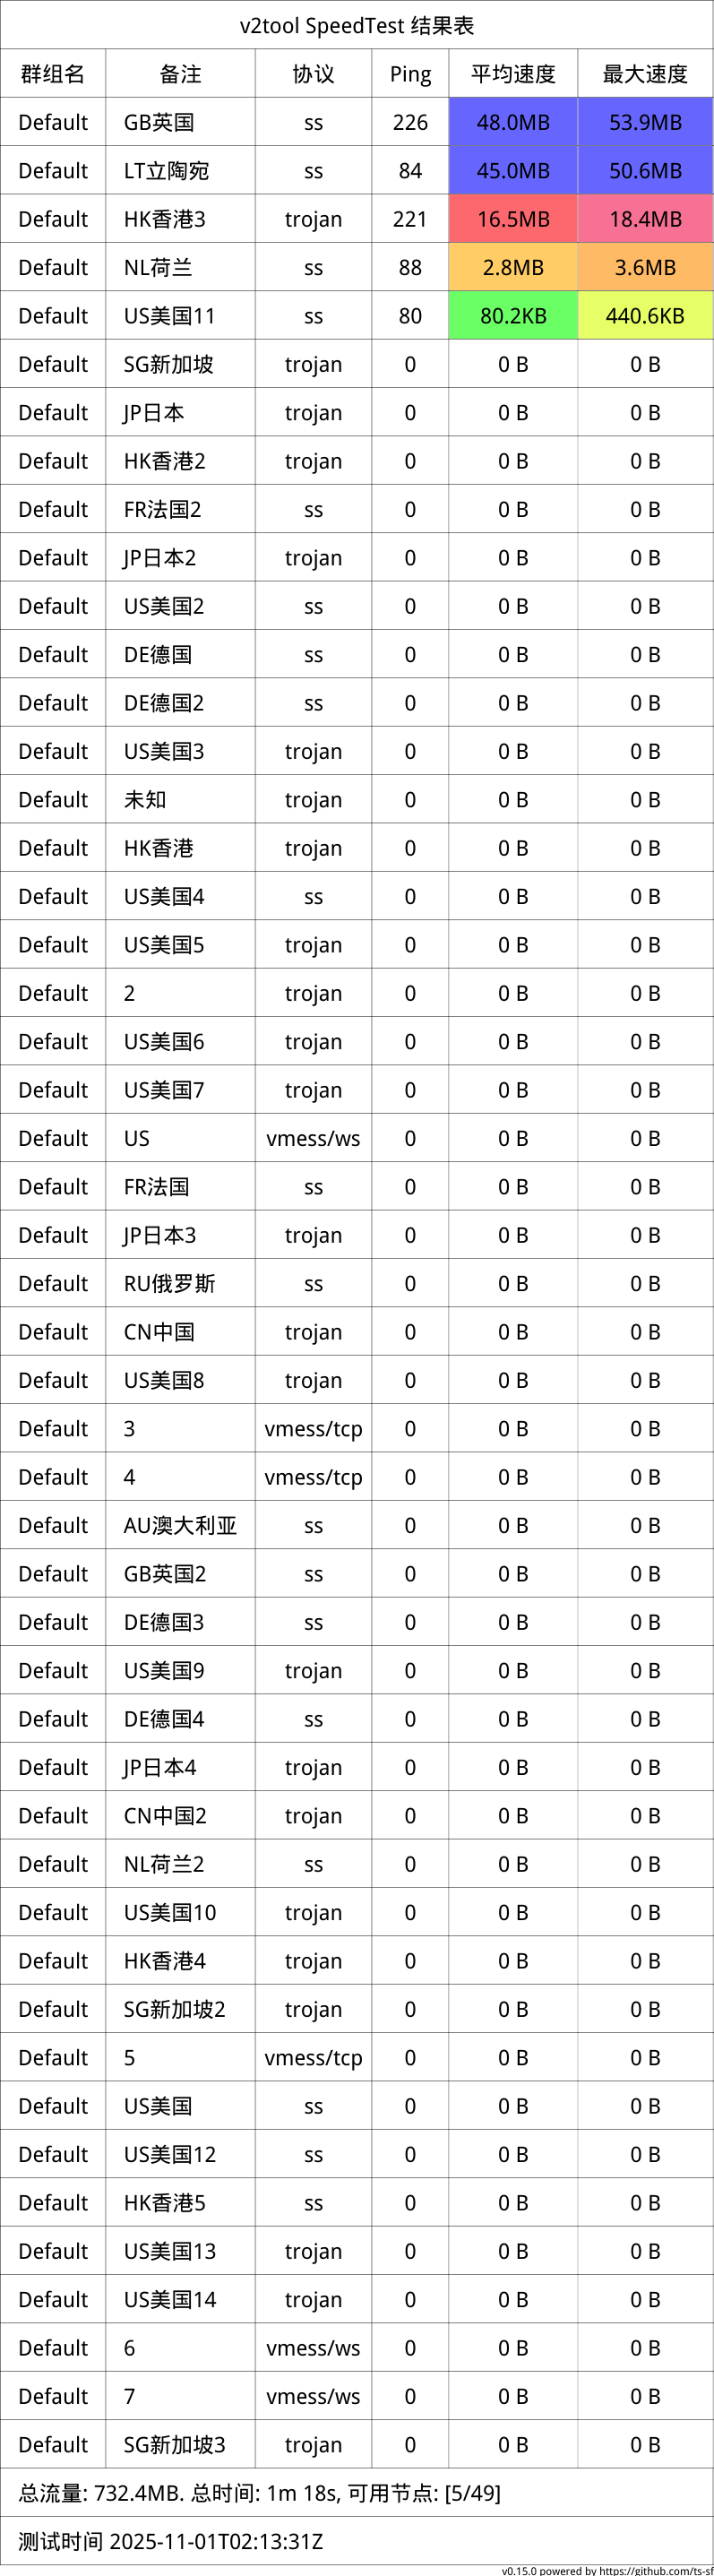 v2tool SpeedTest 结果表
群组名 备注 协议 Ping 平均速度 最大速度
Default GB英国 ss 226 48.0MB 53.9MB
Default LT立陶宛 ss 84 45.0MB 50.6MB
Default HK香港3 trojan 221 16.5MB 18.4MB
Default NL荷兰 ss 88 2.8MB 3.6MB
Default US美国11 ss 80 80.2KB 440.6KB
Default SG新加坡 trojan 0 0 B 0 B
Default JP日本 trojan 0 0 B 0 B
Default HK香港2 trojan 0 0 B 0 B
Default FR法国2 ss 0 0 B 0 B
Default JP日本2 trojan 0 0 B 0 B
Default US美国2 ss 0 0 B 0 B
Default DE德国 ss 0 0 B 0 B
Default DE德国2 ss 0 0 B 0 B
Default US美国3 trojan 0 0 B 0 B
Default 未知 trojan 0 0 B 0 B
Default HK香港 trojan 0 0 B 0 B
Default US美国4 ss 0 0 B 0 B
Default US美国5 trojan 0 0 B 0 B
Default 2 trojan 0 0 B 0 B
Default US美国6 trojan 0 0 B 0 B
Default US美国7 trojan 0 0 B 0 B
Default US vmess/ws 0 0 B 0 B
Default FR法国 ss 0 0 B 0 B
Default JP日本3 trojan 0 0 B 0 B
Default RU俄罗斯 ss 0 0 B 0 B
Default CN中国 trojan 0 0 B 0 B
Default US美国8 trojan 0 0 B 0 B
Default 3 vmess/tcp 0 0 B 0 B
Default 4 vmess/tcp 0 0 B 0 B
Default AU澳大利亚 ss 0 0 B 0 B
Default GB英国2 ss 0 0 B 0 B
Default DE德国3 ss 0 0 B 0 B
Default US美国9 trojan 0 0 B 0 B
Default DE德国4 ss 0 0 B 0 B
Default JP日本4 trojan 0 0 B 0 B
Default CN中国2 trojan 0 0 B 0 B
Default NL荷兰2 ss 0 0 B 0 B
Default US美国10 trojan 0 0 B 0 B
Default HK香港4 trojan 0 0 B 0 B
Default SG新加坡2 trojan 0 0 B 0 B
Default 5 vmess/tcp 0 0 B 0 B
Default US美国 ss 0 0 B 0 B
Default US美国12 ss 0 0 B 0 B
Default HK香港5 ss 0 0 B 0 B
Default US美国13 trojan 0 0 B 0 B
Default US美国14 trojan 0 0 B 0 B
Default 6 vmess/ws 0 0 B 0 B
Default 7 vmess/ws 0 0 B 0 B
Default SG新加坡3 trojan 0 0 B 0 B
总流量: 732.4MB. 总时间: 1m 18s, 可用节点: [5/49]
测试时间 2025-11-01T02:13:31Z
v0.15.0 powered by https://github.com/ts-sf